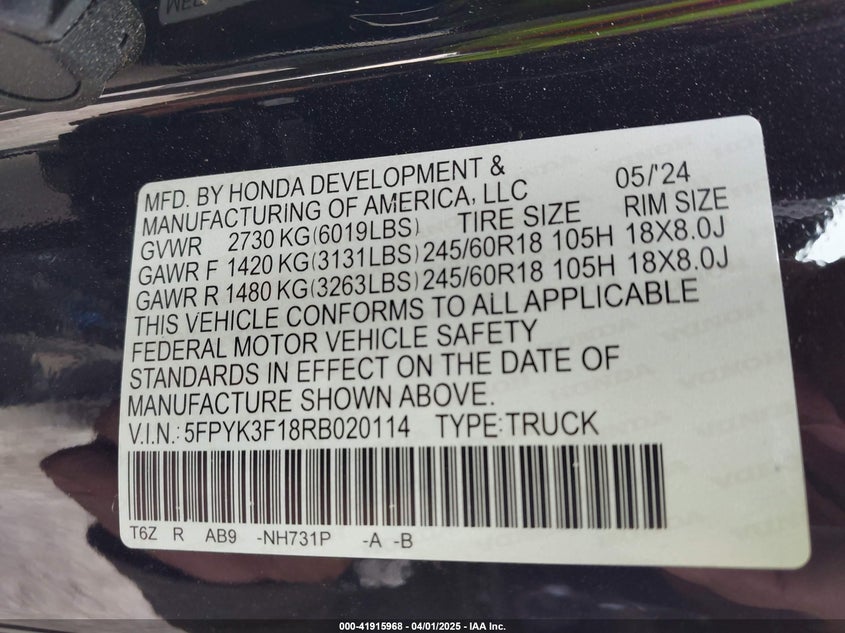 MFD. BY HONDA DEVELOPMENT & 05/'24
MANUFACTURING OF AMERICA, LLC
GVWR 2730 KG(6019LBS) TIRE SIZE RIM SIZE
GAWR F 1420 KG(3131LBS) 245/60R18 105H 18X8.0J
GAWR R 1480 KG(3263LBS) 245/60R18 105H 18X8.0J
THIS VEHICLE CONFORMS TO ALL APPLICABLE
FEDERAL MOTOR VEHICLE SAFETY
STANDARDS IN EFFECT ON THE DATE OF
MANUFACTURE SHOWN ABOVE.
V.I.N.: 5FPYK3F18RB020114 TYPE: TRUCK
T6Z R AB9 -NH731P -A -B
000-41915968 - 04/01/2025 - IAA Inc.